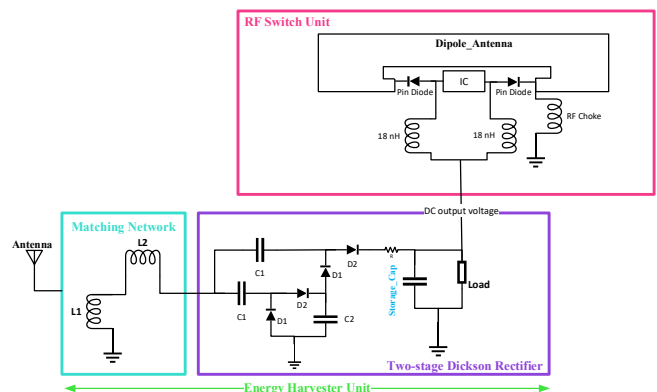 RF Switch Unit
Dipole_Antenna
IC
Pin Diode
Pin Diode
RF Choke
18 nH
18 nH
DC output voltage
Matching Network
Antenna
L2
L1
C1
D2
R
D1
C1
D2
D1
C2
Storage_Cap
Load
Two-stage Dickson Rectifier
Energy Harvester Unit